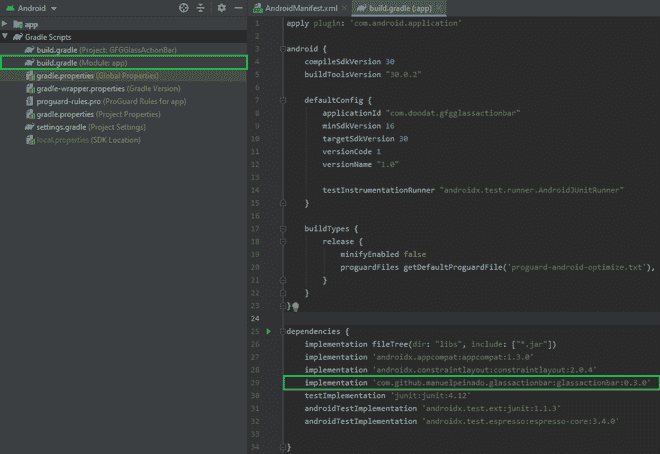 Android
app
Gradle Scripts
build.gradle (Project: GFGGlassActionBar)
build.gradle (Module: app)
gradle.properties (Global Properties)
gradle-wrapper.properties (Gradle Version)
proguard-rules.pro (ProGuard Rules for app)
gradle.properties (Project Properties)
settings.gradle (Project Settings)
local.properties (SDK Location)
AndroidManifest.xml
build.gradle (:app)
1 apply plugin: 'com.android.application'
2
3 android {
4 compileSdkVersion 30
5 buildToolsVersion "30.0.2"
6
7 defaultConfig {
8 applicationId "com.doodat.gfgglassactionbar"
9 minSdkVersion 16
10 targetSdkVersion 30
11 versionCode 1
12 versionName "1.0"
13
14 testInstrumentationRunner "androidx.test.runner.AndroidJUnitRunner"
15 }
16
17 buildTypes {
18 release {
19 minifyEnabled false
20 proguardFiles getDefaultProguardFile('proguard-android-optimize.txt'),
21 }
22 }
23 }
24
25 dependencies {
26 implementation fileTree(dir: "libs", include: ["*.jar"])
27 implementation 'androidx.appcompat:appcompat:1.3.0'
28 implementation 'androidx.constraintlayout:constraintlayout:2.0.4'
29 implementation 'com.github.manuelpeinado.glassactionbar:glassactionbar:0.3.0'
30 testImplementation 'junit:junit:4.12'
31 androidTestImplementation 'androidx.test.ext:junit:1.1.3'
32 androidTestImplementation 'androidx.test.espresso:espresso-core:3.4.0'
33
34 }